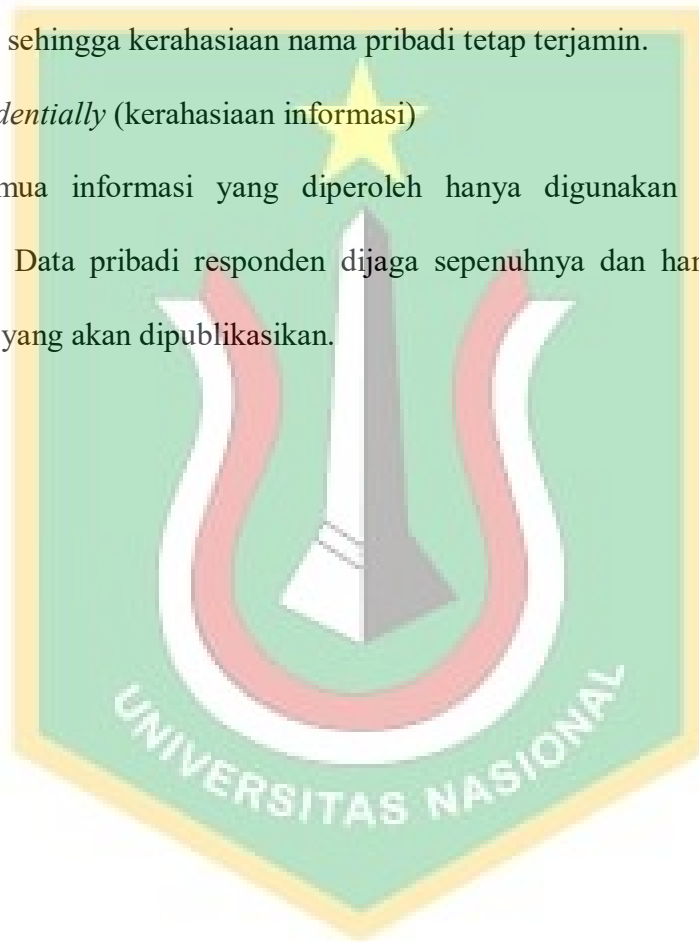 sehingga kerahasiaan nama pribadi tetap terjamin.
dentially (kerahasiaan informasi)
mua informasi yang diperoleh hanya digunakan
Data pribadi responden dijaga sepenuhnya dan han
yang akan dipublikasikan.
UNIVERSITAS NASIONAL